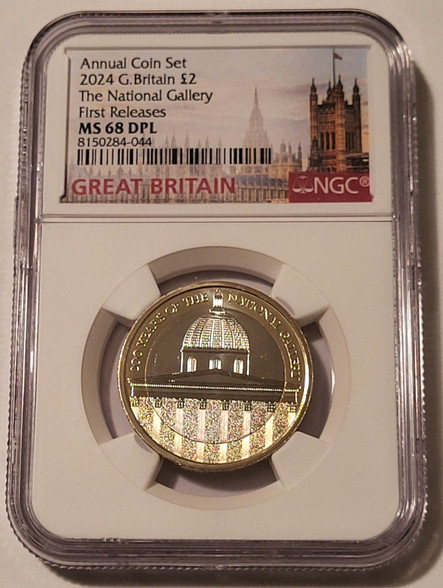 Annual Coin Set
2024 G.Britain £2
The National Gallery
First Releases
MS 68 DPL
8150284-044
GREAT BRITAIN
NGC®
200 YEARS OF THE NATIONAL GALLERY